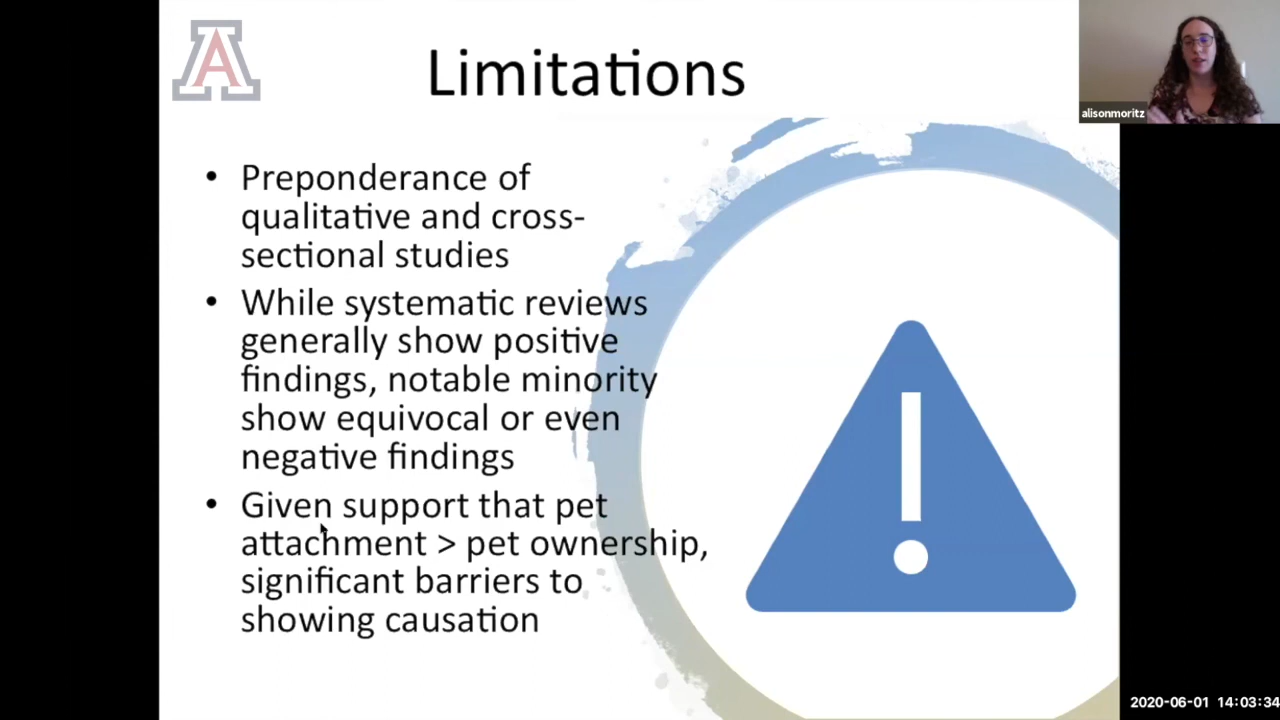 A
Limitations
alisonmoritz
• Preponderance of
qualitative and cross-
sectional studies
• While systematic reviews
generally show positive
findings, notable minority
show equivocal or even
negative findings
• Given support that pet
attachment > pet ownership,
significant barriers to
showing causation
2020-06-01 14:03:34